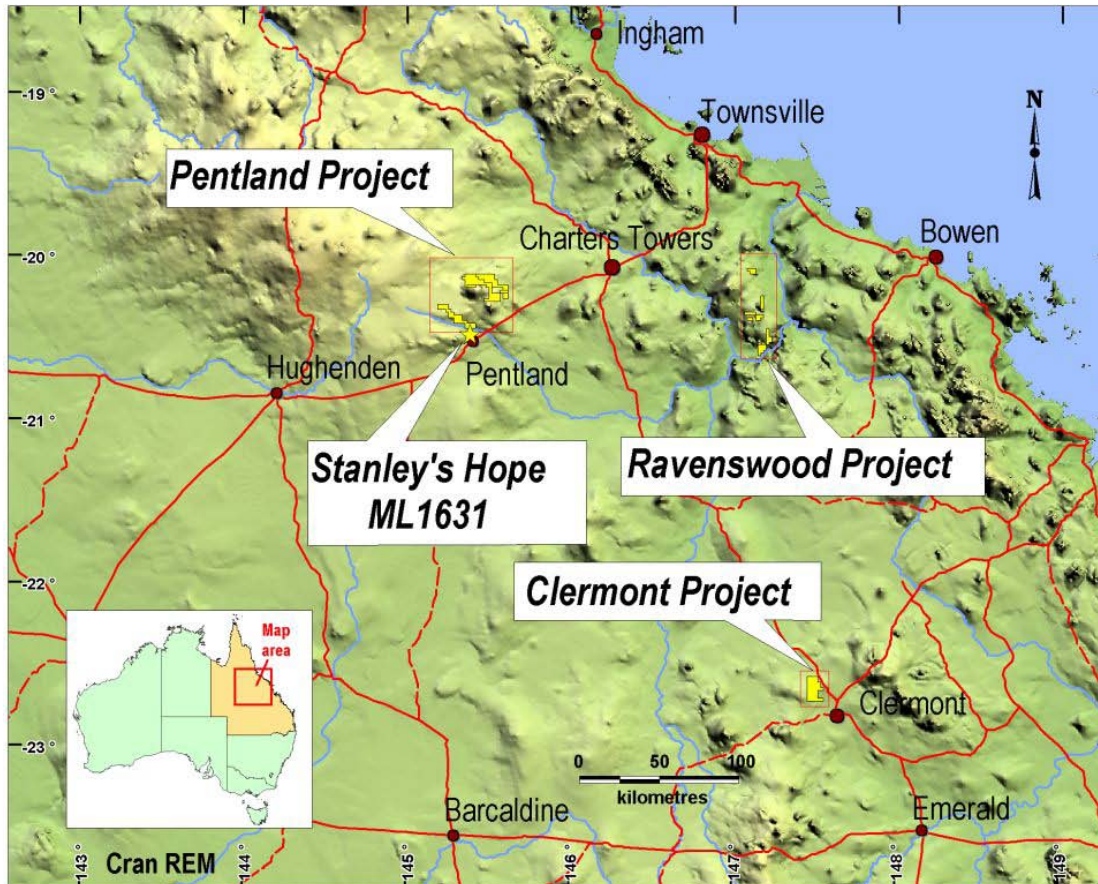 Ingham
-19
N
Townsville
Pentland Project
Charters Towers
-20
Bowen
Hughenden
Pentland
-21
Stanley's Hope
ML1631
Ravenswood Project
-22
Clermont Project
Map
area
Clermont
-23
0 50 100
kilometres
Barcaldine
Emerald
Cran REM
143
144
145
146
147
148
149